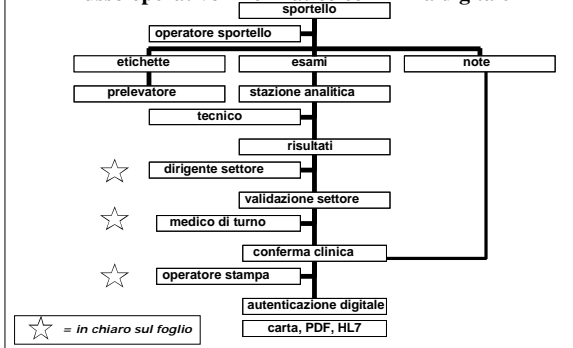 sportello
operatore sportello
etichette esami note
prelevatore stazione analitica
tecnico
risultati
dirigente settore
validazione settore
medico di turno
conferma clinica
operatore stampa
autenticazione digitale
carta, PDF, HL7
= in chiaro sul foglio